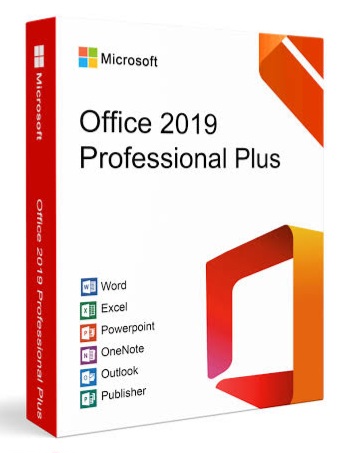 Microsoft
Office 2019 Professional Plus
Microsoft
Office 2019
Professional Plus
Word
Excel
Powerpoint
OneNote
Outlook
Publisher